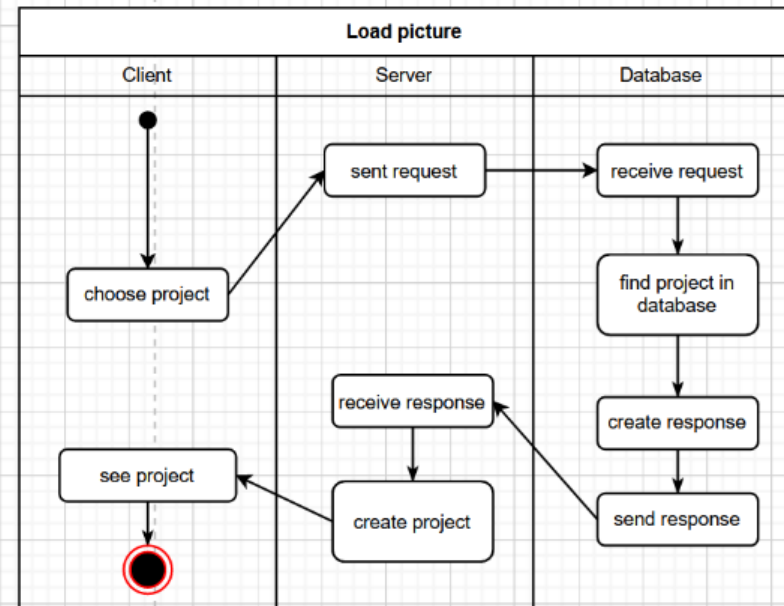 Load picture
Client
Server
Database
sent request
receive request
choose project
find project in
database
receive response
create response
see project
create project
send response